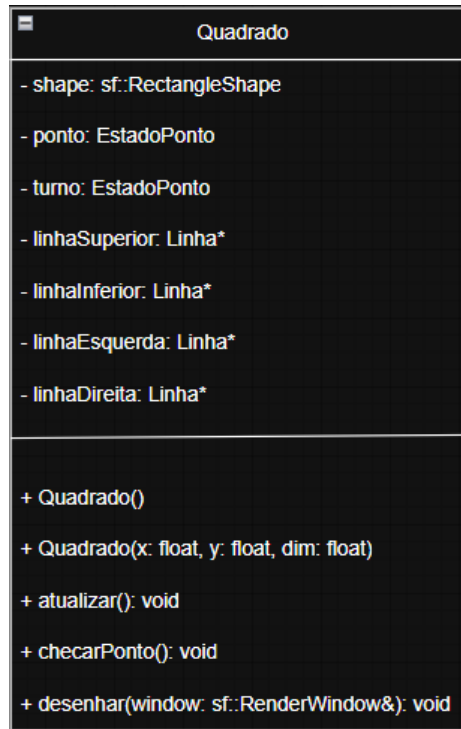 Quadrado
- shape: sf::RectangleShape
- ponto: EstadoPonto
- turno: EstadoPonto
- linhaSuperior: Linha*
- linhaInferior: Linha*
- linhaEsquerda: Linha*
- linhaDireita: Linha*
+ Quadrado()
+ Quadrado(x: float, y: float, dim: float)
+ atualizar(): void
+ checarPonto(): void
+ desenhar(window: sf::RenderWindow&): void